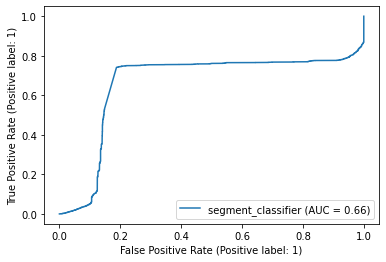 1.0
0.8
0.6
0.4
0.2
0.0
True Positive Rate (Positive label: 1)
segment_classifier (AUC = 0.66)
0.0 0.2 0.4 0.6 0.8 1.0
False Positive Rate (Positive label: 1)